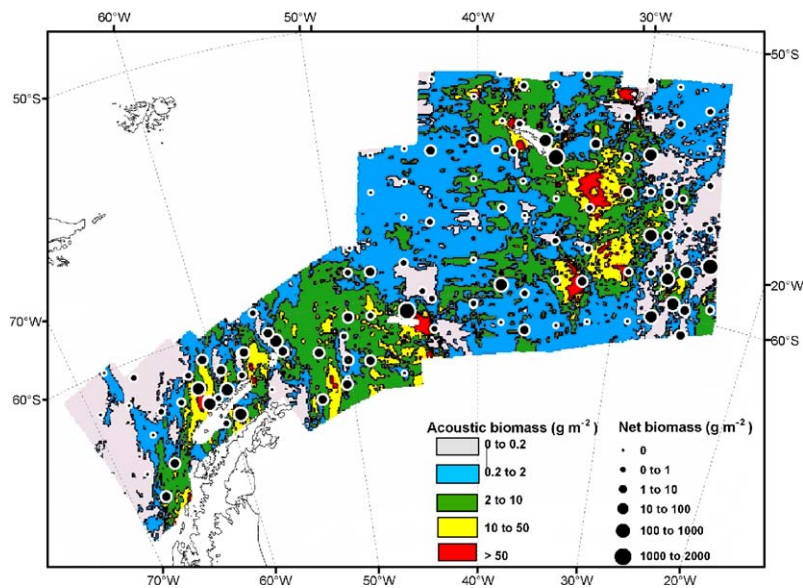 60°W 50°W 40°W 30°W
50°S
50°S
20°W
70°W
60°S
60°S
Acoustic biomass (g m⁻²) Net biomass (g m⁻²)
0 to 0.2 0
0.2 to 2 0 to 1
1 to 10
2 to 10 10 to 100
10 to 50 100 to 1000
> 50 1000 to 2000
70°W 60°W 50°W 40°W 30°W 20°W